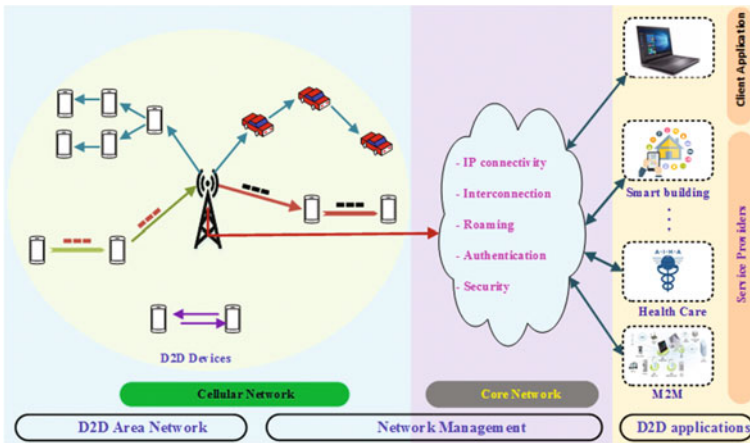 Client Application
- IP connectivity
- Interconnection
- Roaming
- Authentication
- Security
Smart building
Service Providers
A I M A
Health Care
M2M
D2D Devices
Cellular Network
Core Network
D2D Area Network
Network Management
D2D applications